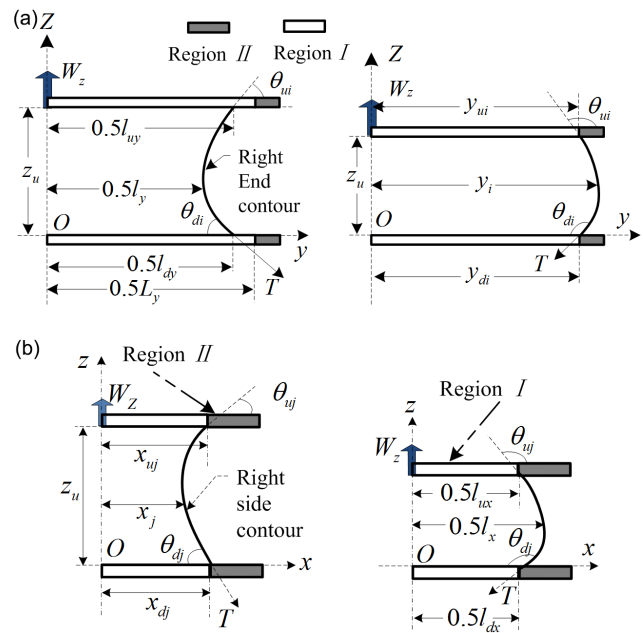 (a)
Region II
Region I
Z
W_z
θ_ui
0.5l_uy
z_u
0.5l_y
Right
End
contour
θ_di
O
y
0.5l_dy
T
0.5L_y
Z
W_z
y_ui
θ_ui
z_u
y_i
O
θ_di
y
T
y_di
(b)
Region II
z
W_Z
θ_uj
x_uj
z_u
x_j
Right
side
contour
O
θ_dj
x
x_dj
T
Region I
z
W_z
θ_uj
0.5l_ux
0.5l_x
O
θ_dj
x
T
0.5l_dx